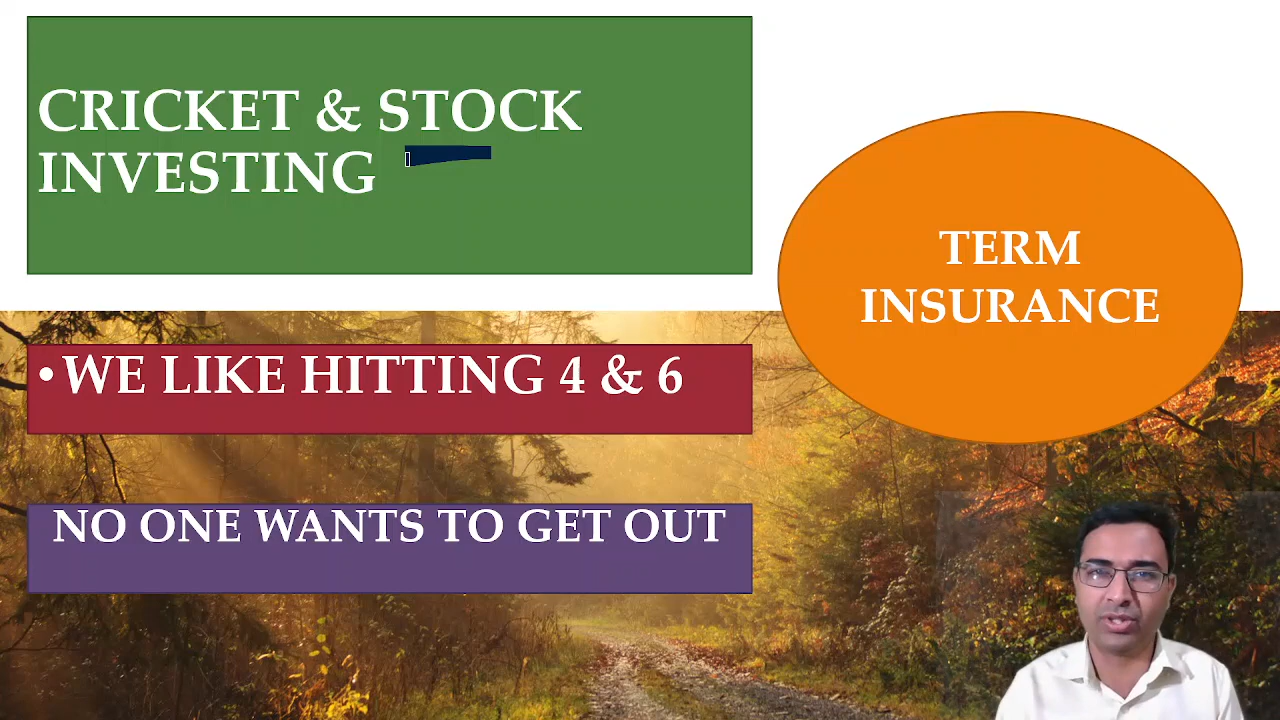 CRICKET & STOCK
INVESTING
TERM
INSURANCE
• WE LIKE HITTING 4 & 6
NO ONE WANTS TO GET OUT